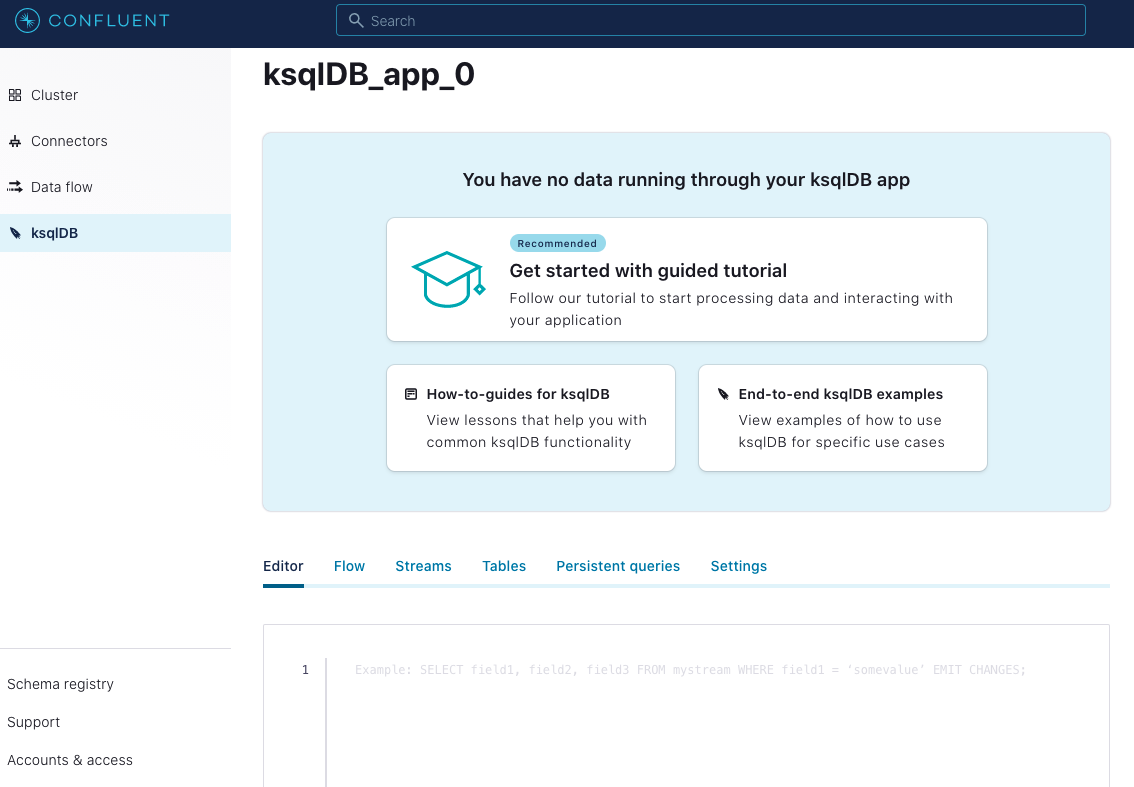 CONFLUENT
Search
Cluster
Connectors
Data flow
ksqlDB
Schema registry
Support
Accounts & access
ksqlDB_app_0
You have no data running through your ksqlDB app
Recommended
Get started with guided tutorial
Follow our tutorial to start processing data and interacting with
your application
How-to-guides for ksqlDB
View lessons that help you with
common ksqlDB functionality
End-to-end ksqlDB examples
View examples of how to use
ksqlDB for specific use cases
Editor Flow Streams Tables Persistent queries Settings
1 Example: SELECT field1, field2, field3 FROM mystream WHERE field1 = ‘somevalue’ EMIT CHANGES;